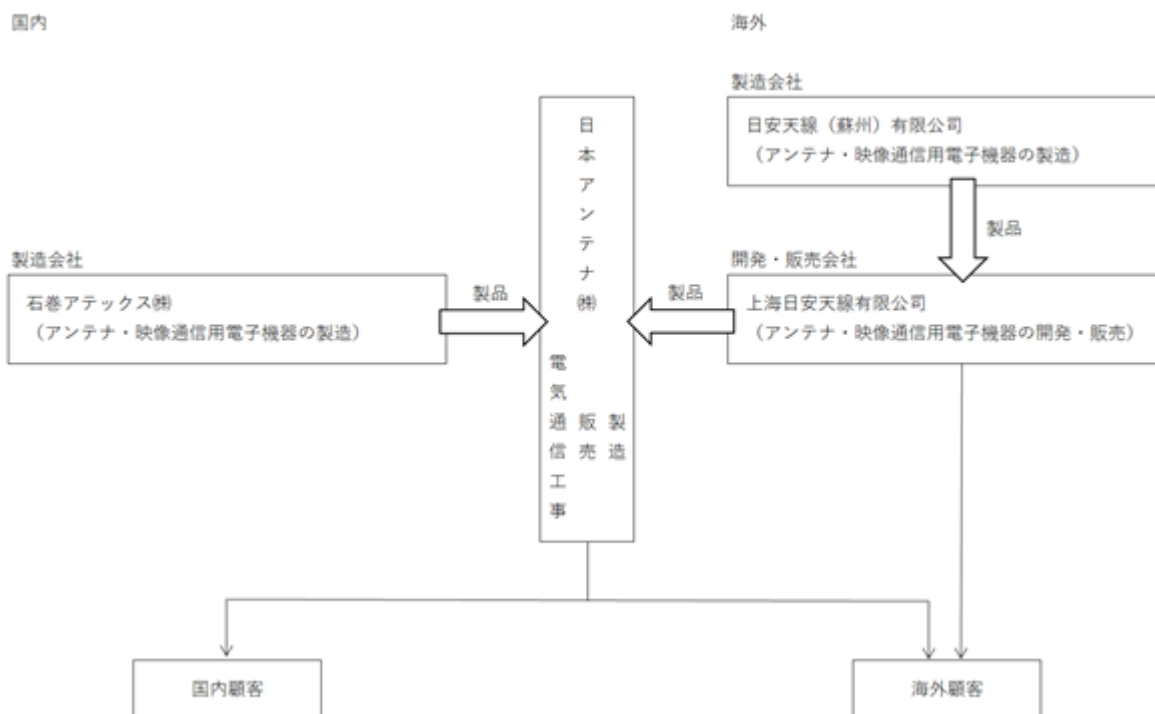 国内
海外
製造会社
日安天線（蘇州）有限公司
（アンテナ・映像通信用電子機器の製造）
製品
日本アンテナ㈱
製造
販売
電気通信工事
製造会社
石巻アテックス㈱
（アンテナ・映像通信用電子機器の製造）
製品
製品
開発・販売会社
上海日安天線有限公司
（アンテナ・映像通信用電子機器の開発・販売）
国内顧客
海外顧客